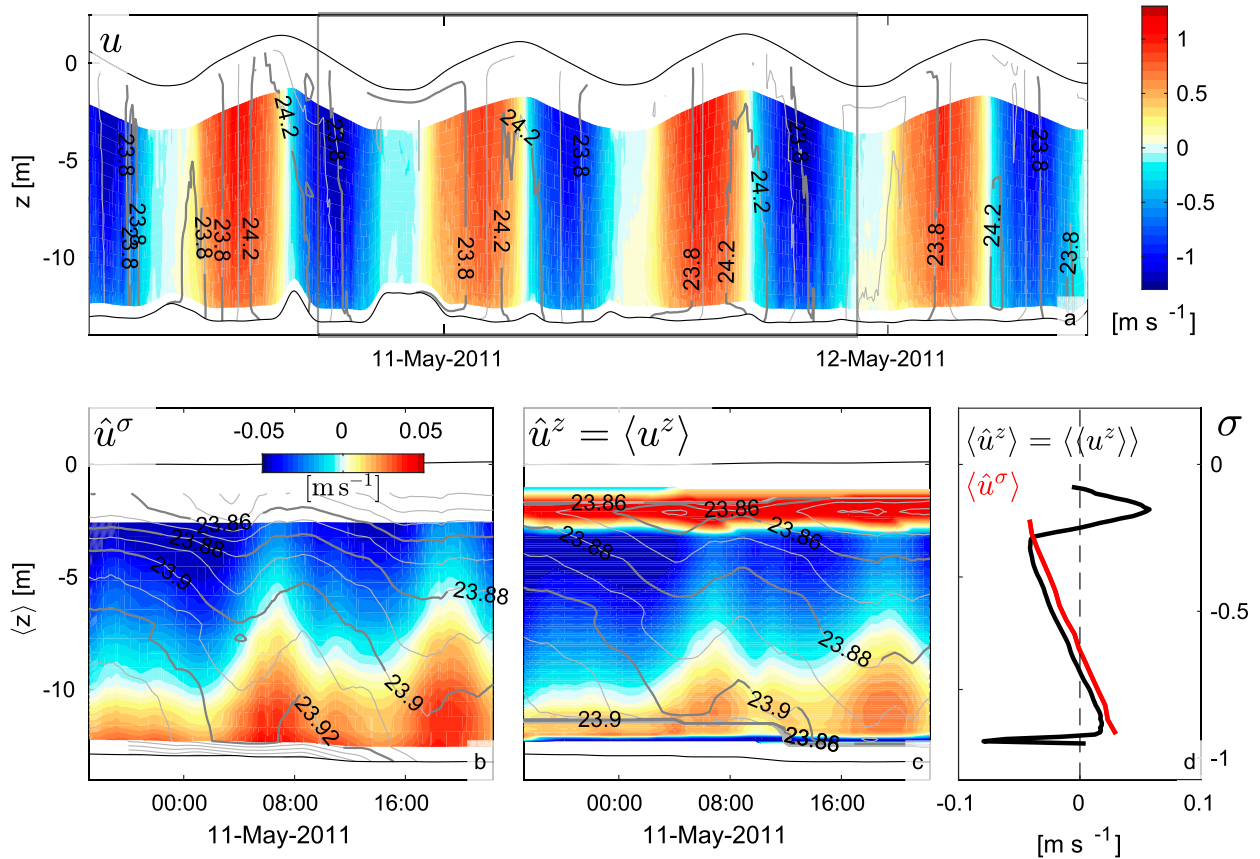 u
0
-5
-10
z [m]
23.8
23.8
23.8
23.8
23.8
24.2
24.2
23.8
23.8
24.2
24.2
23.8
23.8
24.2
24.2
23.8
23.8
24.2
23.8
23.8
a
11-May-2011
12-May-2011
1
0.5
0
-0.5
-1
[m s⁻¹]
û^σ
-0.05 0 0.05
[m s⁻¹]
0
-5
-10
⟨z⟩ [m]
23.86
23.88
23.9
23.88
23.92
b
00:00 08:00 16:00
11-May-2011
û^z = ⟨u^z⟩
23.86
23.86
23.86
23.88
23.9
23.9
23.88
c
00:00 08:00 16:00
11-May-2011
⟨û^z⟩ = ⟨⟨u^z⟩⟩
⟨û^σ⟩
σ
0
-0.5
-1
d
-0.1 0 0.1
[m s⁻¹]